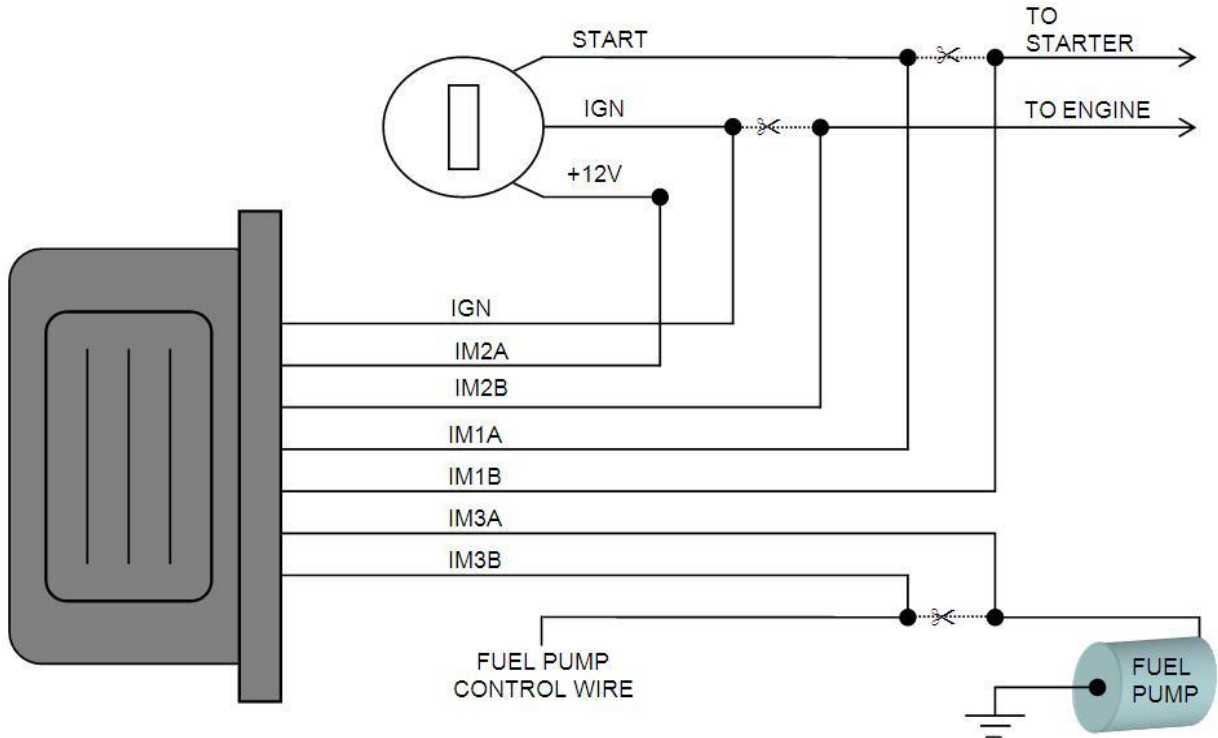 TO
STARTER
START
IGN
TO ENGINE
+12V
IGN
IM2A
IM2B
IM1A
IM1B
IM3A
IM3B
FUEL PUMP
CONTROL WIRE
FUEL
PUMP